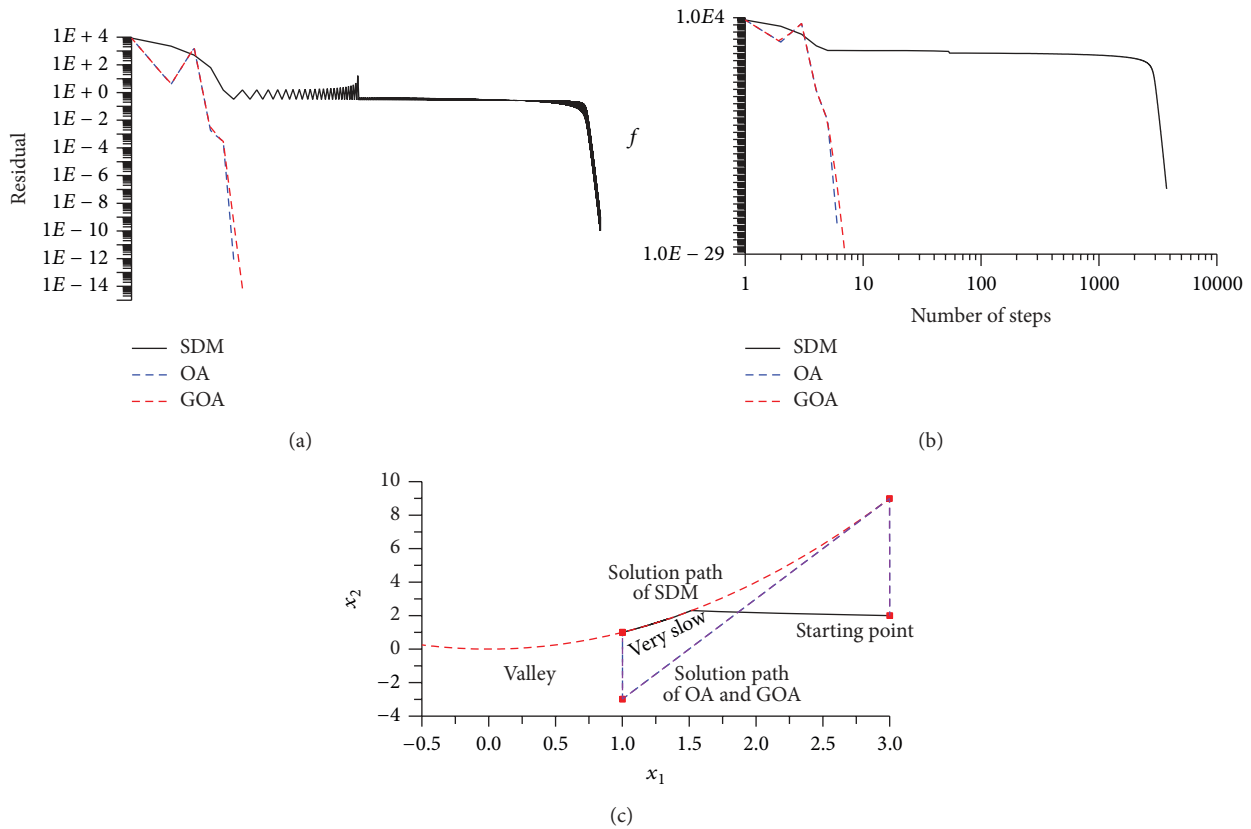 Residual
1E + 4
1E + 2
1E + 0
1E − 2
1E − 4
1E − 6
1E − 8
1E − 10
1E − 12
1E − 14
SDM
OA
GOA
(a)
f
1.0E4
1.0E − 29
1 10 100 1000 10000
Number of steps
SDM
OA
GOA
(b)
x2
10
8
6
4
2
0
−2
−4
Solution path
of SDM
Very slow
Starting point
Valley
Solution path
of OA and GOA
−0.5 0.0 0.5 1.0 1.5 2.0 2.5 3.0
x1
(c)